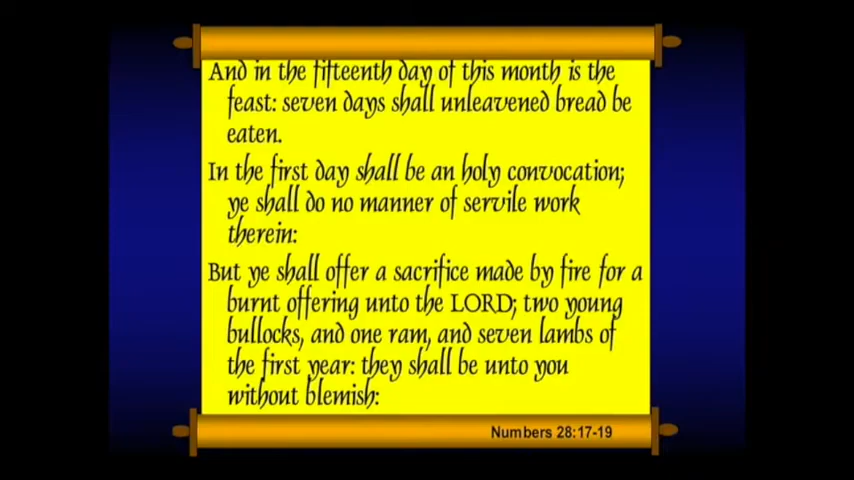 And in the fifteenth day of this month is the
feast: seven days shall unleavened bread be
eaten.
In the first day shall be an holy convocation;
ye shall do no manner of servile work
therein:
But ye shall offer a sacrifice made by fire for a
burnt offering unto the LORD; two young
bullocks, and one ram, and seven lambs of
the first year: they shall be unto you
without blemish:
Numbers 28:17-19